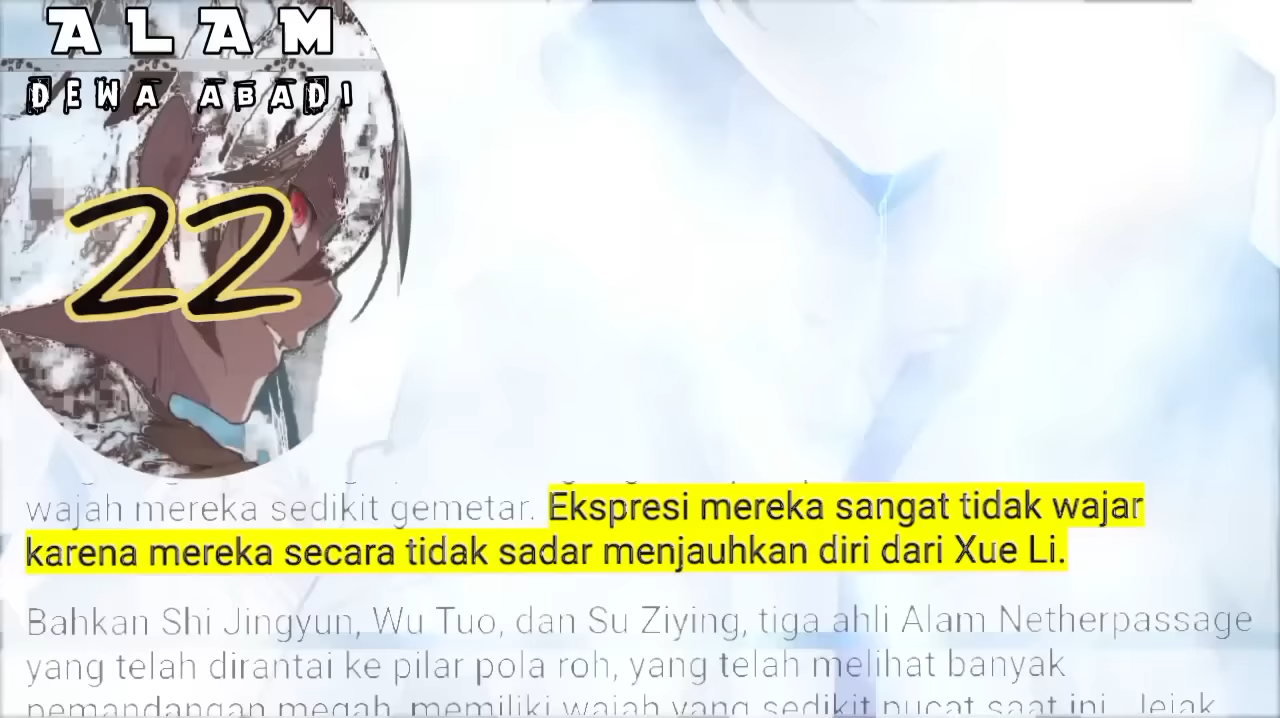 ALAM
DEWA ABADI
22
wajah mereka sedikit gemetar. Ekspresi mereka sangat tidak wajar
karena mereka secara tidak sadar menjauhkan diri dari Xue Li.
Bahkan Shi Jingyun, Wu Tuo, dan Su Ziying, tiga ahli Alam Netherpassage
yang telah dirantai ke pilar pola roh, yang telah melihat banyak
pemandangan megah, memiliki wajah yang sedikit pucat saat ini. Jejak